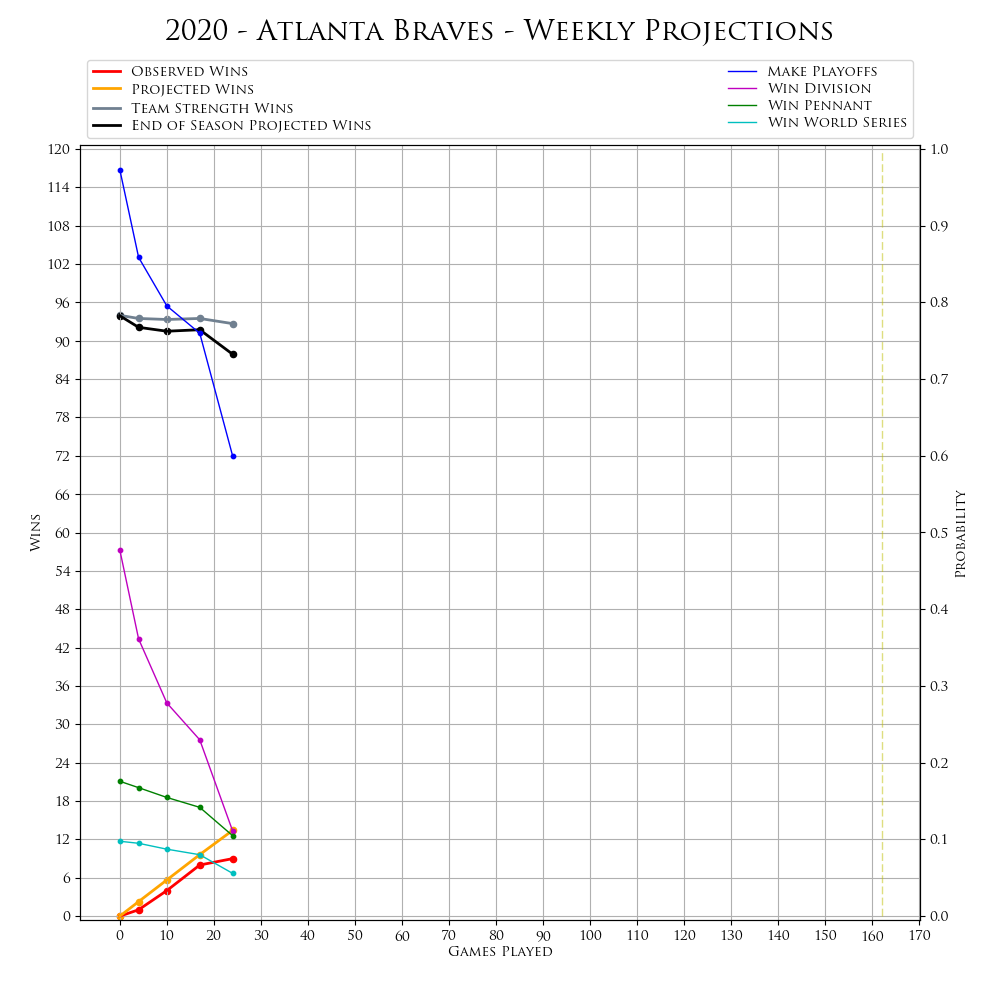 2020 - Atlanta Braves - Weekly Projections
Observed Wins
Projected Wins
Team Strength Wins
End of Season Projected Wins
Make Playoffs
Win Division
Win Pennant
Win World Series
120
114
108
102
96
90
84
78
72
66
60
54
48
42
36
30
24
18
12
6
0
Wins
1.0
0.9
0.8
0.7
0.6
0.5
0.4
0.3
0.2
0.1
0.0
Probability
0 10 20 30 40 50 60 70 80 90 100 110 120 130 140 150 160 170
Games Played